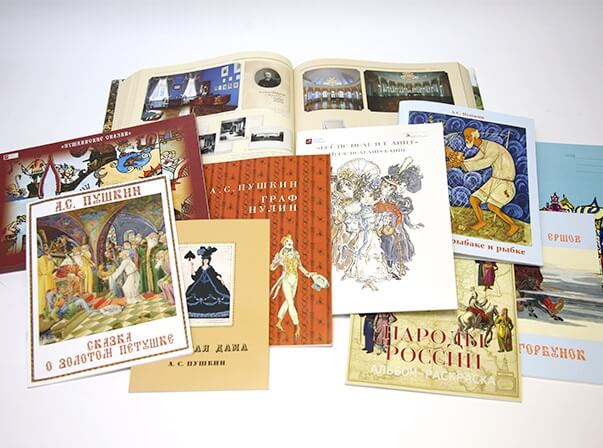 «ПУШКИНСКИЕ СКАЗКИ»
А.С. ПУШКИН
СКАЗКА
О ЗОЛОТОМ ПЕТУШКЕ
АЯ ДАМА
А. С. ПУШКИН
А. С. ПУШКИН
ГРАФ
НУЛИН
А.С. Пушкин
рыбаке и рыбке
НАРОДЫ
РОССИИ
АЛЬБОМ-РАСКРАСКА
ЕРШОВ
ГОРБУНОК